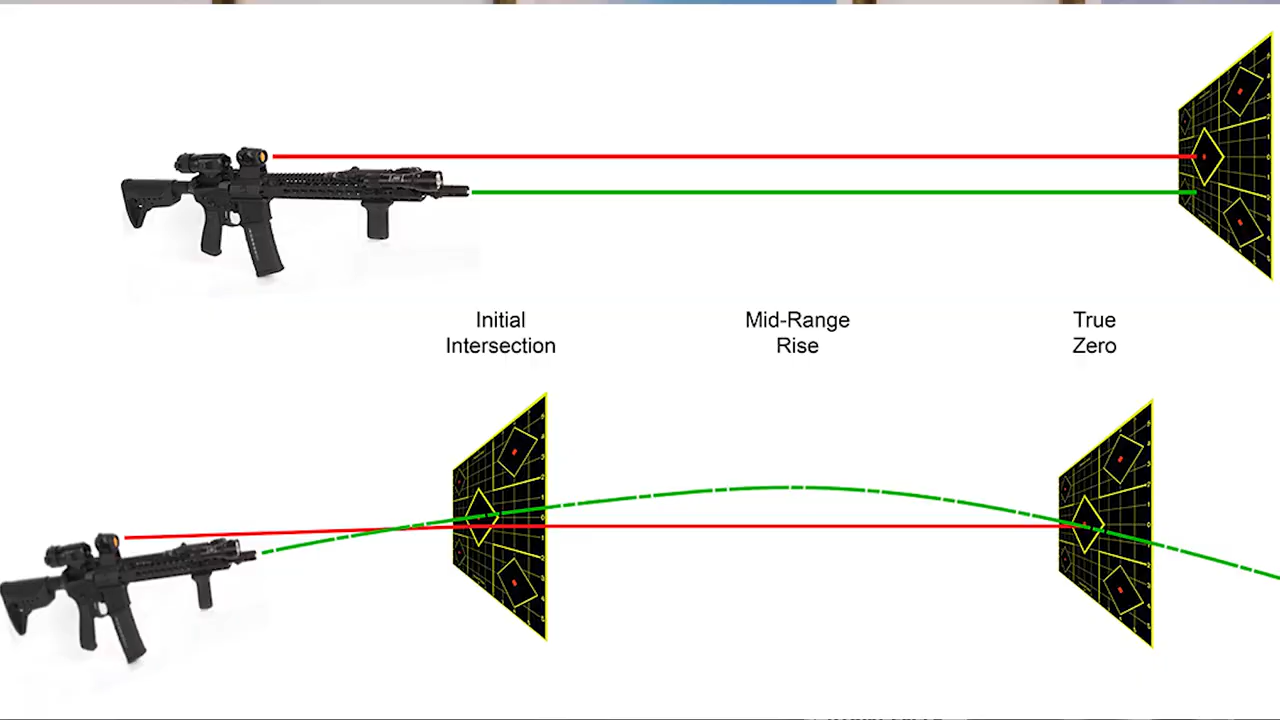 Initial
Intersection
Mid-Range
Rise
True
Zero